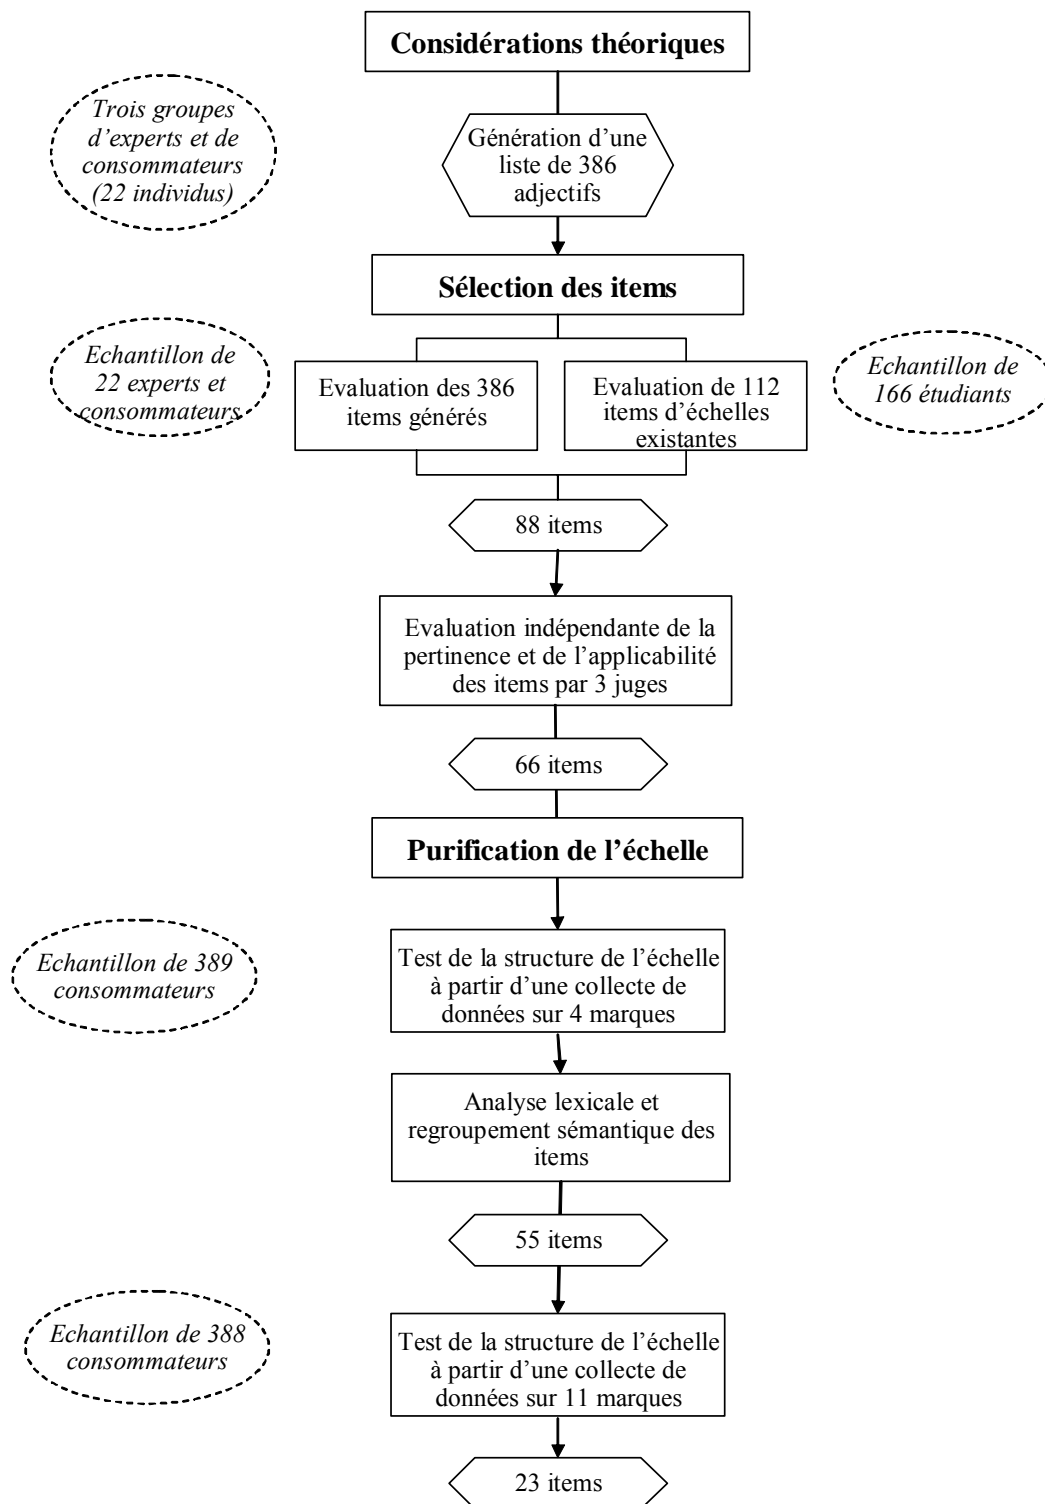 Considérations théoriques
Trois groupes
d'experts et de
consommateurs
(22 individus)
Génération d'une
liste de 386
adjectifs
Sélection des items
Echantillon de
22 experts et
consommateurs
Evaluation des 386
items générés
Evaluation de 112
items d'échelles
existantes
Echantillon de
166 étudiants
88 items
Evaluation indépendante de la
pertinence et de l'applicabilité
des items par 3 juges
66 items
Purification de l'échelle
Echantillon de 389
consommateurs
Test de la structure de l'échelle
à partir d'une collecte de
données sur 4 marques
Analyse lexicale et
regroupement sémantique des
items
55 items
Echantillon de 388
consommateurs
Test de la structure de l'échelle
à partir d'une collecte de
données sur 11 marques
23 items